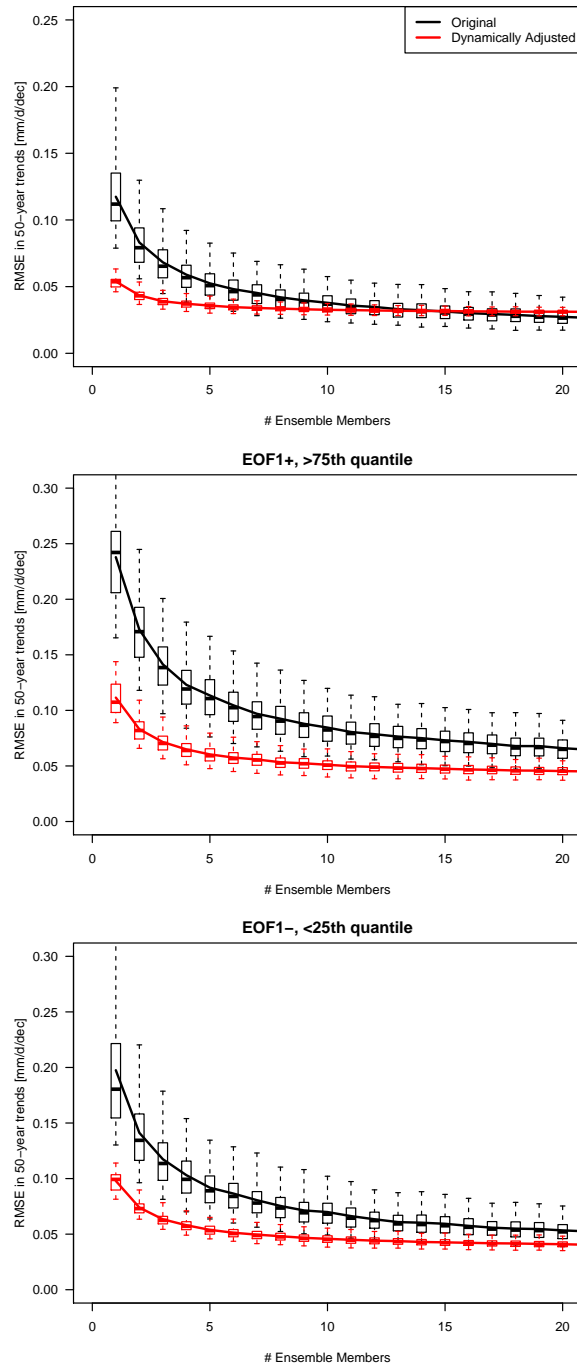 Original
Dynamically Adjusted
RMSE in 50−year trends [mm/d/dec]
0.25
0.20
0.15
0.10
0.05
0.00
0 5 10 15 20
# Ensemble Members
EOF1+, >75th quantile
RMSE in 50−year trends [mm/d/dec]
0.30
0.25
0.20
0.15
0.10
0.05
0.00
0 5 10 15 20
# Ensemble Members
EOF1−, <25th quantile
RMSE in 50−year trends [mm/d/dec]
0.30
0.20
0.15
0.10
0.05
0.00
0 5 10 15 20
# Ensemble Members